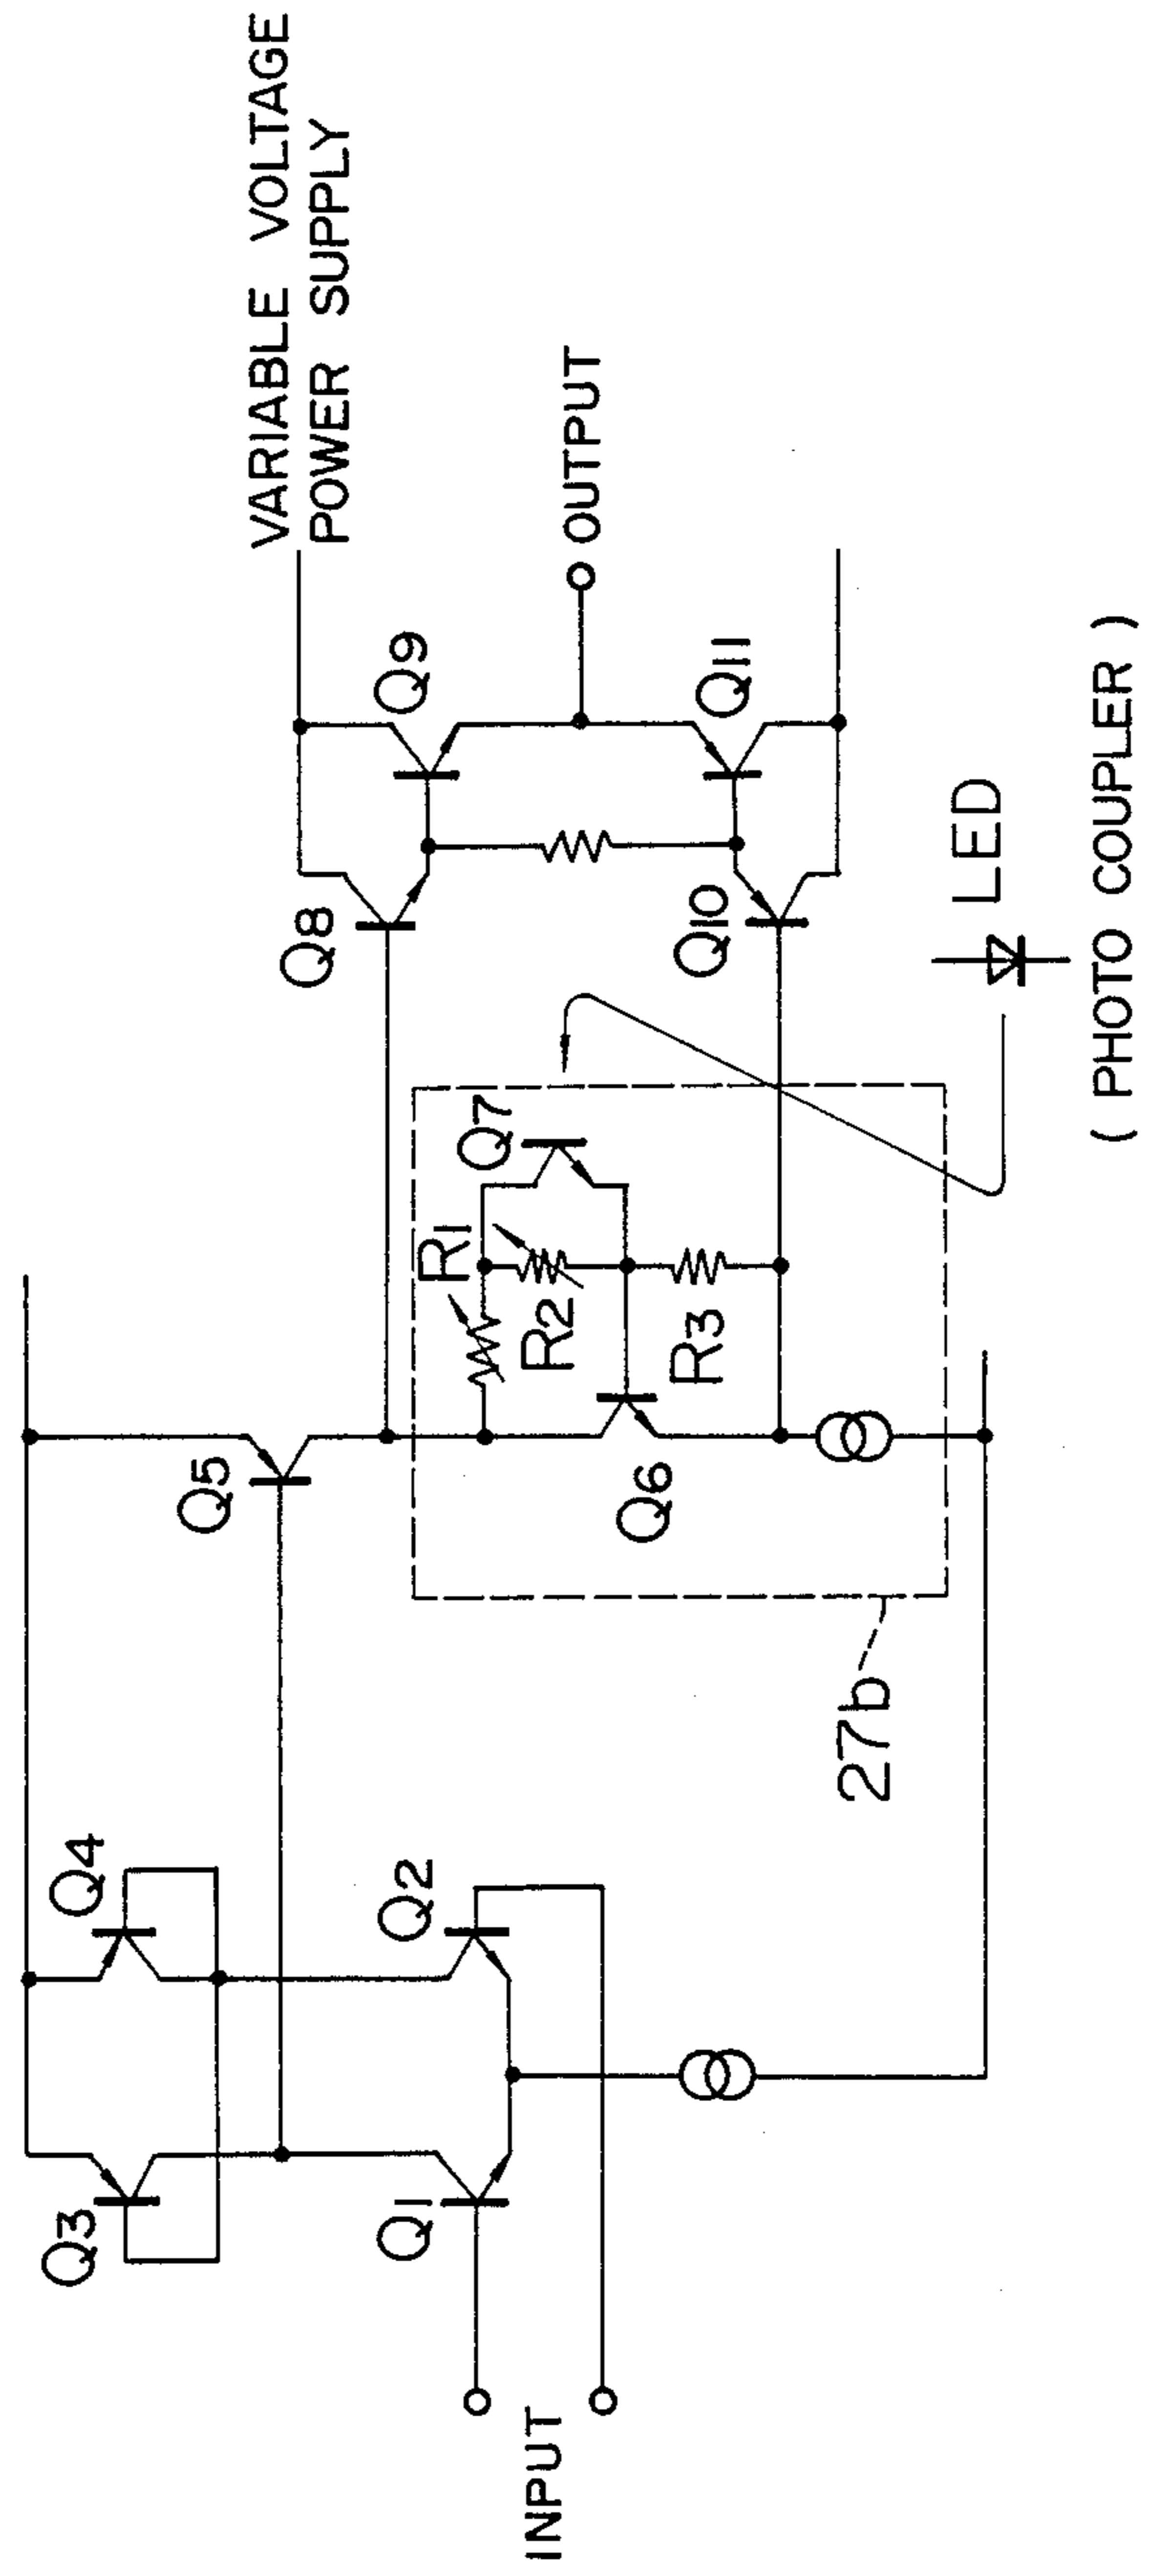 VARIABLE VOLTAGE
POWER SUPPLY
Q3
Q4
Q5
Q8
Q9
Q1
Q2
R1
Q7
R2
R3
Q6
Q10
Q11
INPUT
OUTPUT
27b
LED
( PHOTO COUPLER )